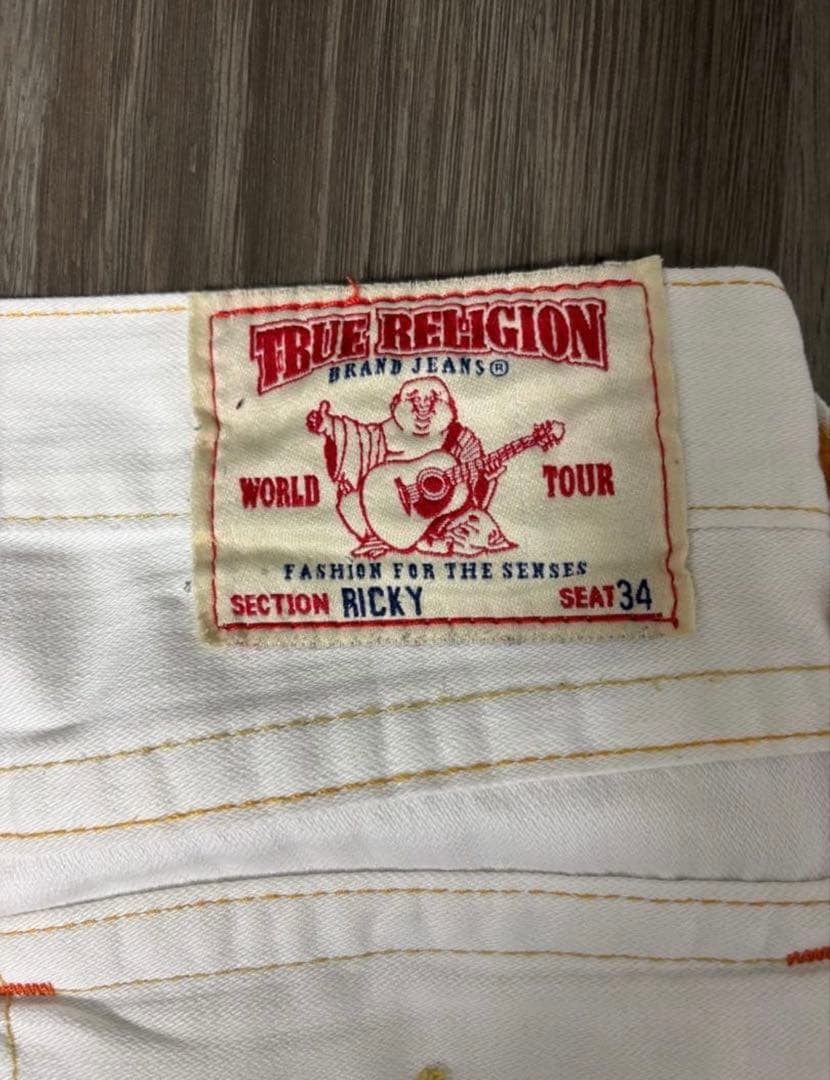 TRUE RELIGION
BRAND JEANS®
WORLD TOUR
FASHION FOR THE SENSES
SECTION RICKY SEAT 34